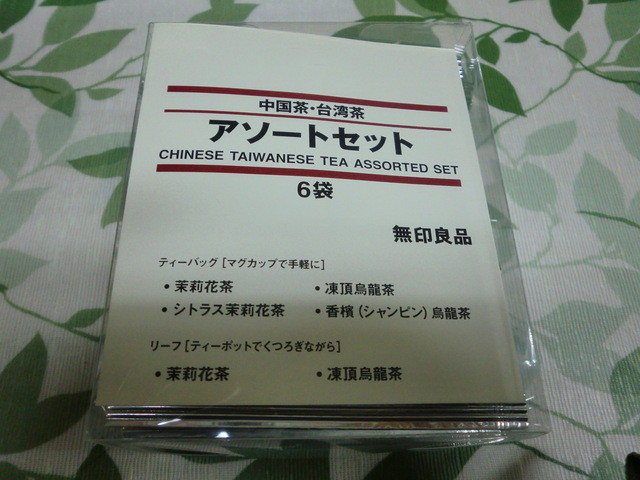 中国茶・台湾茶
アソートセット
CHINESE TAIWANESE TEA ASSORTED SET
6袋
無印良品
ティーバッグ［マグカップで手軽に］
・茉莉花茶 ・凍頂烏龍茶
・シトラス茉莉花茶 ・香檳（シャンピン）烏龍茶
リーフ［ティーポットでくつろぎながら］
・茉莉花茶 ・凍頂烏龍茶